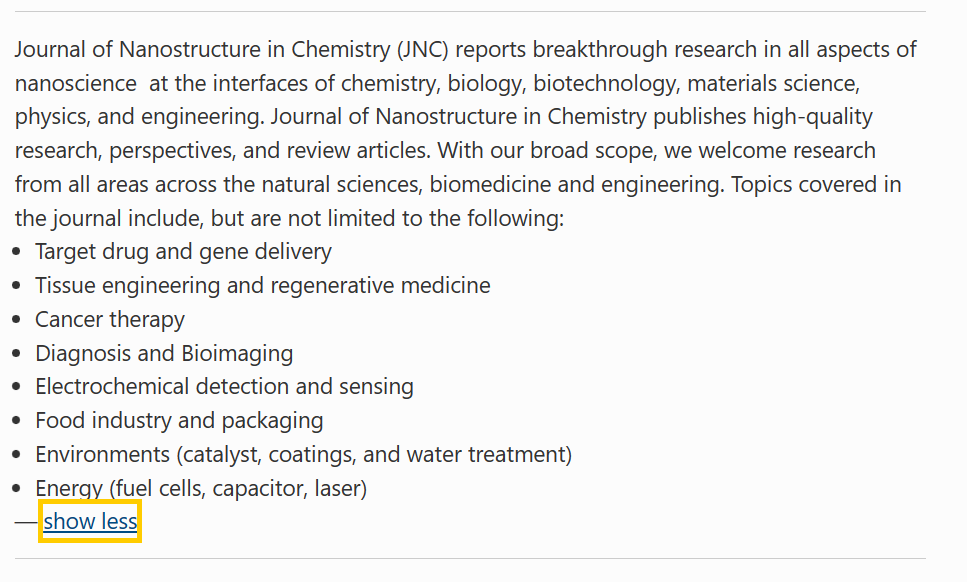 Journal of Nanostructure in Chemistry (JNC) reports breakthrough research in all aspects of
nanoscience  at the interfaces of chemistry, biology, biotechnology, materials science,
physics, and engineering. Journal of Nanostructure in Chemistry publishes high-quality
research, perspectives, and review articles. With our broad scope, we welcome research
from all areas across the natural sciences, biomedicine and engineering. Topics covered in
the journal include, but are not limited to the following:
• Target drug and gene delivery
• Tissue engineering and regenerative medicine
• Cancer therapy
• Diagnosis and Bioimaging
• Electrochemical detection and sensing
• Food industry and packaging
• Environments (catalyst, coatings, and water treatment)
• Energy (fuel cells, capacitor, laser)
— show less